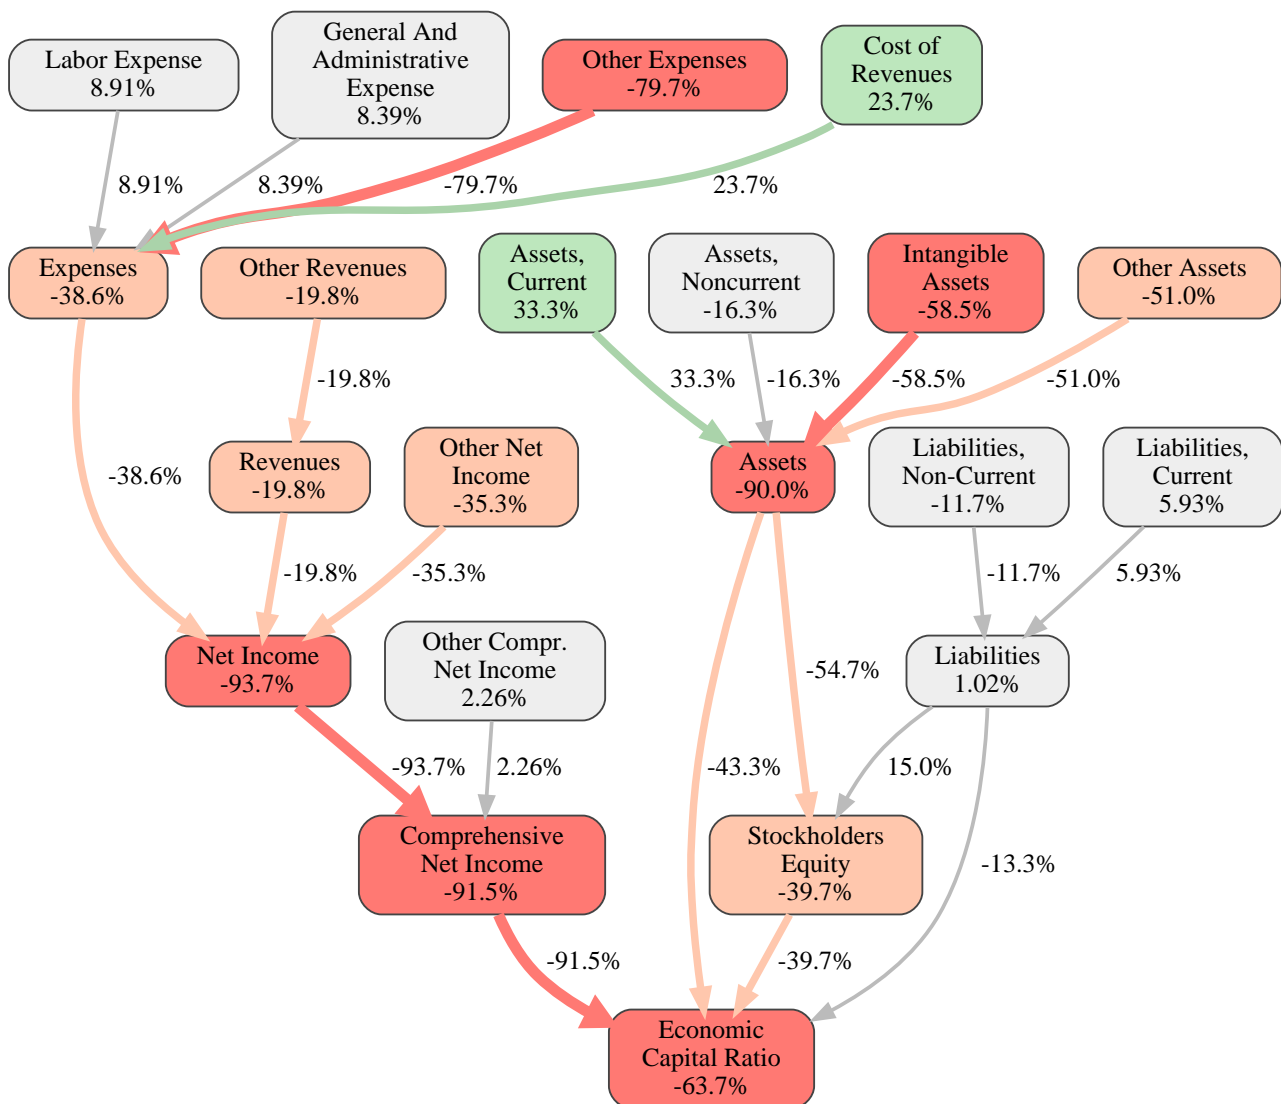 Labor Expense
8.91%
General And
Administrative
Expense
8.39%
Other Expenses
-79.7%
Cost of
Revenues
23.7%
8.91%
8.39%
-79.7%
23.7%
Expenses
-38.6%
Other Revenues
-19.8%
Assets,
Current
33.3%
Assets,
Noncurrent
-16.3%
Intangible
Assets
-58.5%
Other Assets
-51.0%
-19.8%
33.3%
-16.3%
-58.5%
-51.0%
-38.6%
Revenues
-19.8%
Other Net
Income
-35.3%
Assets
-90.0%
Liabilities,
Non-Current
-11.7%
Liabilities,
Current
5.93%
-19.8%
-35.3%
-11.7%
5.93%
Net Income
-93.7%
Other Compr.
Net Income
2.26%
-54.7%
Liabilities
1.02%
-93.7%
2.26%
-43.3%
15.0%
Comprehensive
Net Income
-91.5%
Stockholders
Equity
-39.7%
-13.3%
-91.5%
-39.7%
Economic
Capital Ratio
-63.7%